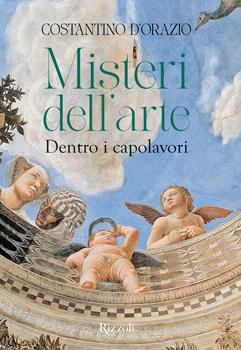 COSTANTINO D'ORAZIO
Misteri
dell'arte
Dentro i capolavori
Rizzoli